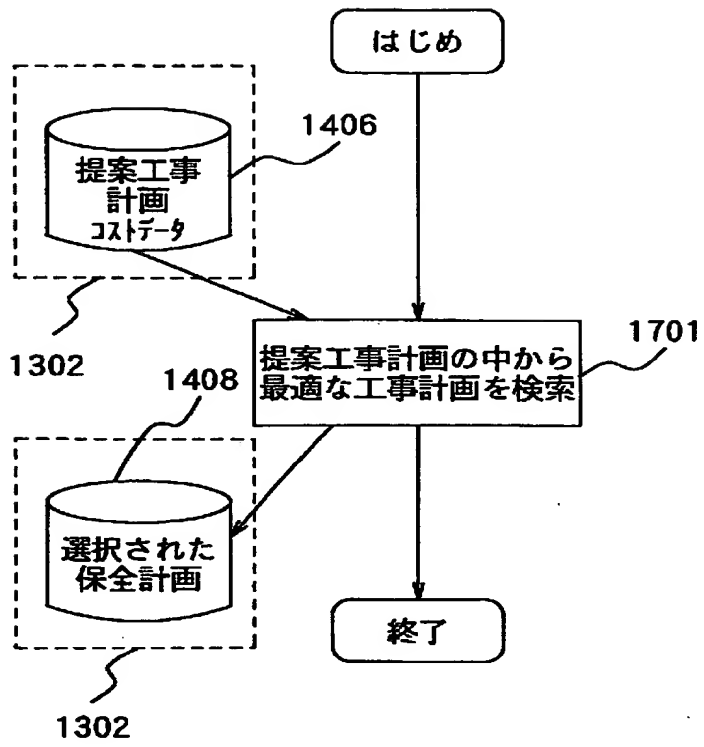 はじめ
1406
提案工事
計画
コストデータ
1302
1701
提案工事計画の中から
最適な工事計画を検索
1408
選択された
保全計画
終了
1302